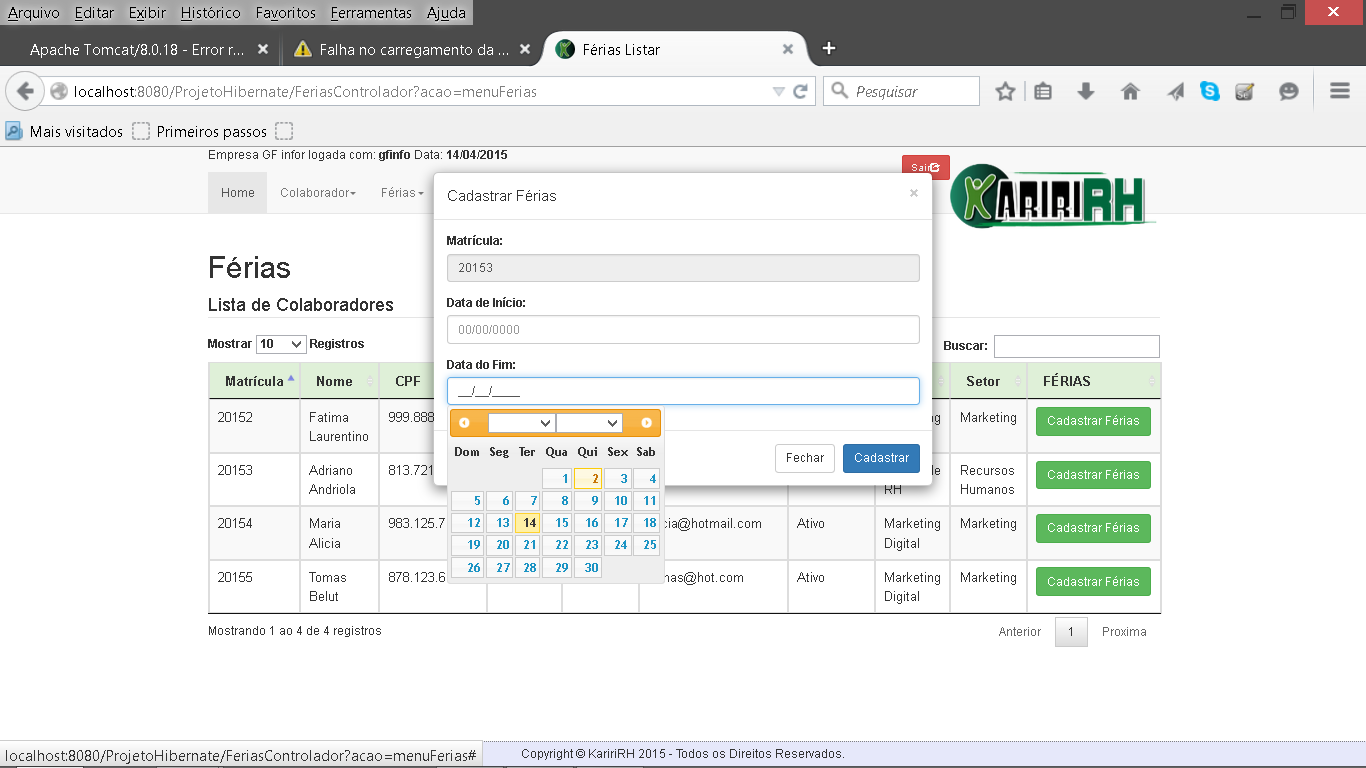 Arquivo Editar Exibir Histórico Favoritos Ferramentas Ajuda
Apache Tomcat/8.0.18 - Error r... Falha no carregamento da ... Férias Listar
localhost:8080/ProjetoHibernate/FeriasControlador?acao=menuFerias Pesquisar
Mais visitados Primeiros passos
Empresa GF infor logada com: gfinfo Data: 14/04/2015
Sair
Home Colaborador Férias
KARIRIRH
Cadastrar Férias ×
Matrícula:
20153
Data de Início:
00/00/0000
Data do Fim:
__/__/____
Dom Seg Ter Qua Qui Sex Sab
1 2 3 4
5 6 7 8 9 10 11
12 13 14 15 16 17 18
19 20 21 22 23 24 25
26 27 28 29 30
Fechar Cadastrar
Férias
Lista de Colaboradores
Mostrar 10 Registros Buscar:
Matrícula Nome CPF Setor FÉRIAS
20152 Fatima Laurentino 999.888 Marketing Cadastrar Férias
20153 Adriano Andriola 813.721 RH Recursos Humanos Cadastrar Férias
20154 Maria Alicia 983.125.7 cia@hotmail.com Ativo Marketing Digital Marketing Cadastrar Férias
20155 Tomas Belut 878.123.6 nas@hot.com Ativo Marketing Digital Marketing Cadastrar Férias
Mostrando 1 ao 4 de 4 registros Anterior 1 Proxima
localhost:8080/ProjetoHibernate/FeriasControlador?acao=menuFerias#
Copyright © KaririRH 2015 - Todos os Direitos Reservados.